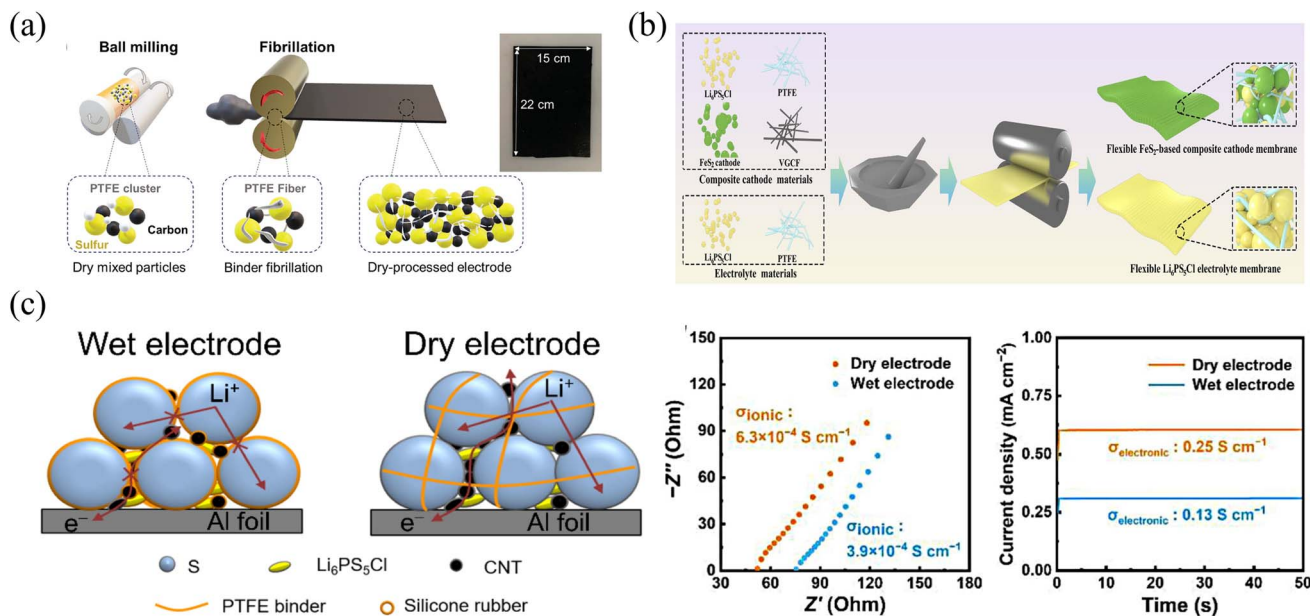 (a)
Ball milling
Fibrillation
15 cm
22 cm
PTFE cluster
Carbon
Sulfur
PTFE Fiber
Dry mixed particles
Binder fibrillation
Dry-processed electrode
(b)
Li₆PS₅Cl
PTFE
FeS₂ cathode
VGCF
Composite cathode materials
Li₆PS₅Cl
PTFE
Electrolyte materials
Flexible FeS₂-based composite cathode membrane
Flexible Li₆PS₅Cl electrolyte membrane
(c)
Wet electrode
Li⁺
e⁻
Al foil
Dry electrode
Li⁺
e⁻
Al foil
S
Li₆PS₅Cl
CNT
PTFE binder
Silicone rubber
−Z″ (Ohm)
150
120
90
60
30
0
Dry electrode
Wet electrode
σionic :
6.3×10⁻⁴ S cm⁻¹
σionic :
3.9×10⁻⁴ S cm⁻¹
30 60 90 120 150 180
Z′ (Ohm)
Current density (mA cm⁻²)
1.00
0.75
0.50
0.25
0.00
Dry electrode
Wet electrode
σelectronic : 0.25 S cm⁻¹
σelectronic : 0.13 S cm⁻¹
0 10 20 30 40 50
Time (s)